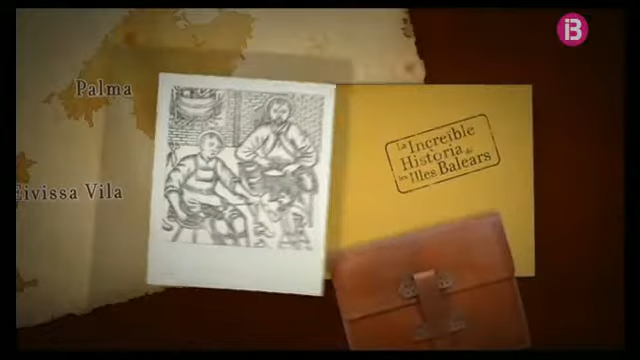 iB
Palma
Eivissa Vila
La Increïble
Història de
les Illes Balears